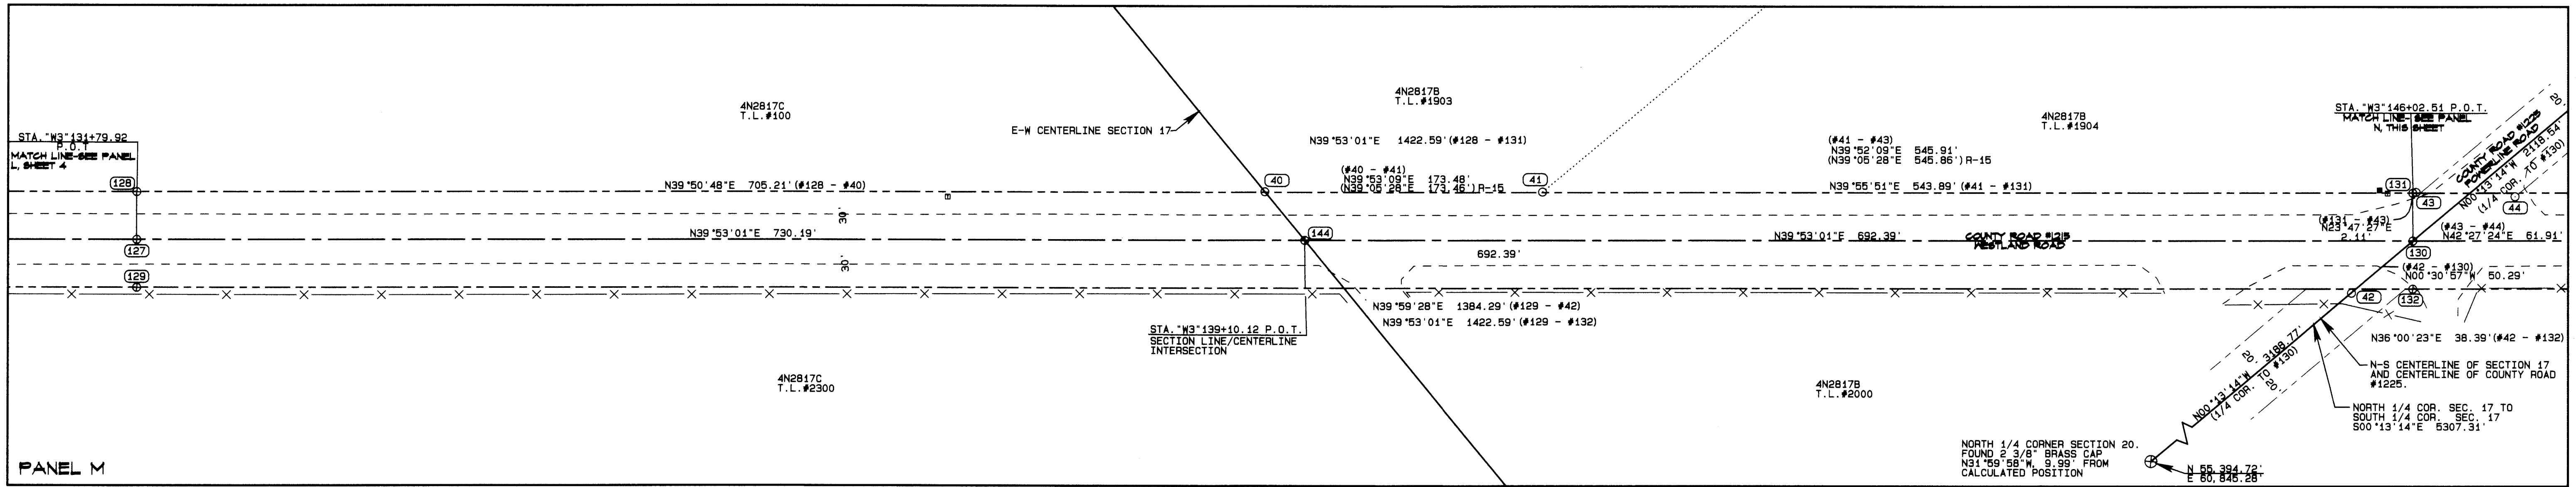 STA. "W3"131+79.92
P.O.T
MATCH LINE-SEE PANEL
L, SHEET 4
128
127
129
4N2817C
T.L.#100
N39°50'48"E 705.21'(#128 - #40)
30'
30'
N39°53'01"E 730.19'
4N2817C
T.L.#2300
E-W CENTERLINE SECTION 17
40
144
STA. "W3"139+10.12 P.O.T.
SECTION LINE/CENTERLINE
INTERSECTION
4N2817B
T.L.#1903
N39°53'01"E 1422.59'(#128 - #131)
(#40 - #41)
N39°53'09"E 173.48'
(N39°05'28"E 173.46')R-15
41
692.39'
N39°59'28"E 1384.29'(#129 - #42)
N39°53'01"E 1422.59'(#129 - #132)
4N2817B
T.L.#1904
(#41 - #43)
N39°52'09"E 545.91'
(N39°05'28"E 545.86')R-15
N39°55'51"E 543.89'(#41 - #131)
N39°53'01"E 692.39'
COUNTY ROAD #1215
WESTLAND ROAD
4N2817B
T.L.#2000
STA. "W3"146+02.51 P.O.T.
MATCH LINE- SEE PANEL
N, THIS SHEET
131
43
44
COUNTY ROAD #1225
POWERLINE ROAD
N00°13'14"W 2118.54'
(1/4 COR. TO #130)
20'
(#131 - #43)
N23°47'27"E
2.11'
(#43 - #44)
N42°27'24"E 61.91'
130
(#42 - #130)
N00°30'57"W 50.29'
42
132
N36°00'23"E 38.39'(#42 - #132)
N-S CENTERLINE OF SECTION 17
AND CENTERLINE OF COUNTY ROAD
#1225.
NORTH 1/4 COR. SEC. 17 TO
SOUTH 1/4 COR. SEC. 17
S00°13'14"E 5307.31'
20'
20'
N00°13'14"W 3188.77'
(1/4 COR. TO #130)
NORTH 1/4 CORNER SECTION 20.
FOUND 2 3/8" BRASS CAP
N31°59'58"W, 9.99' FROM
CALCULATED POSITION
N 55,394.72'
E 60,845.28'
PANEL M